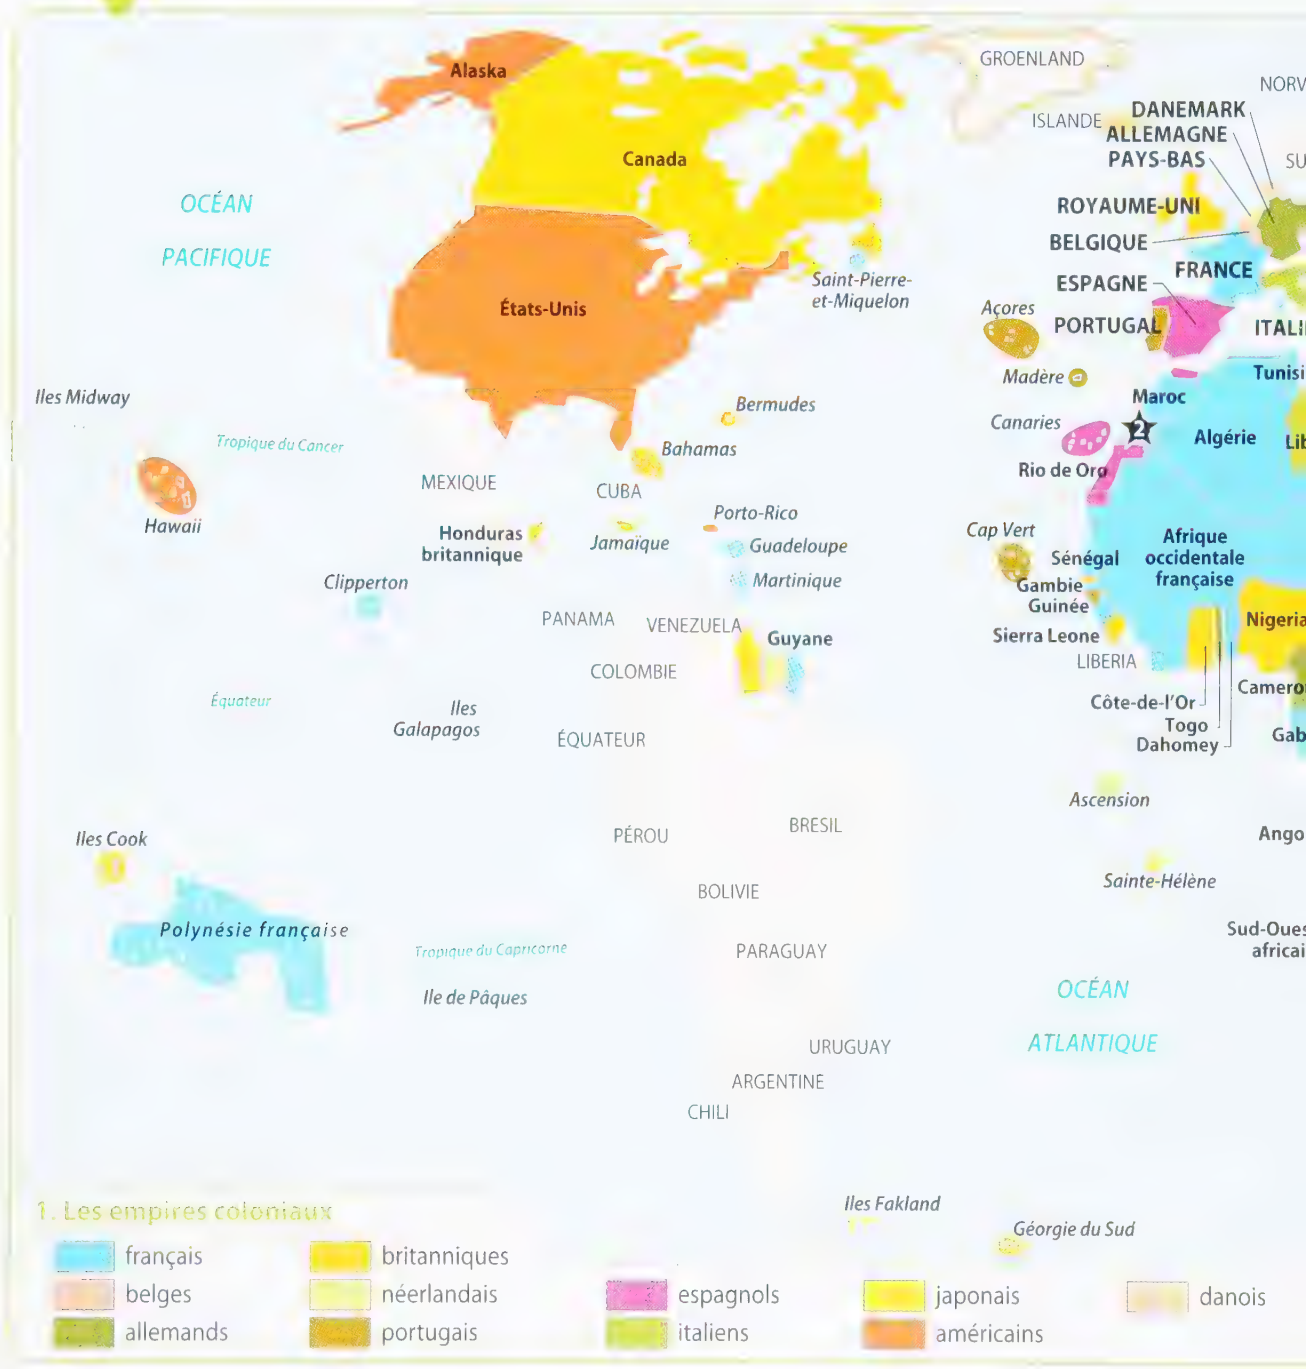 GROENLAND
Alaska
NORV
DANEMARK
ISLANDE
ALLEMAGNE
Canada
PAYS-BAS
SU
OCÉAN
PACIFIQUE
ROYAUME-UNI
BELGIQUE
FRANCE
ESPAGNE
Saint-Pierre-
et-Miquelon
États-Unis
Açores
PORTUGAL
ITALI
Madère
Tunisi
Iles Midway
Maroc
Bermudes
2
Canaries
Algérie
Lib
Tropique du Cancer
Bahamas
Rio de Oro
MEXIQUE
CUBA
Hawaii
Porto-Rico
Honduras
britannique
Jamaïque
Guadeloupe
Cap Vert
Afrique
occidentale
française
Sénégal
Clipperton
Martinique
Gambie
Guinée
PANAMA
VENEZUELA
Guyane
Nigeria
Sierra Leone
LIBERIA
COLOMBIE
Camerou
Équateur
Iles
Galapagos
Côte-de-l'Or
Togo
Dahomey
ÉQUATEUR
Gab
Ascension
Iles Cook
PÉROU
BRESIL
Ango
Sainte-Hélène
BOLIVIE
Polynésie française
Sud-Oues
africai
Tropique du Capricorne
PARAGUAY
Ile de Pâques
OCÉAN
ATLANTIQUE
URUGUAY
ARGENTINE
CHILI
Iles Fakland
Géorgie du Sud
1. Les empires coloniaux
français
britanniques
belges
néerlandais
espagnols
japonais
danois
allemands
portugais
italiens
américains